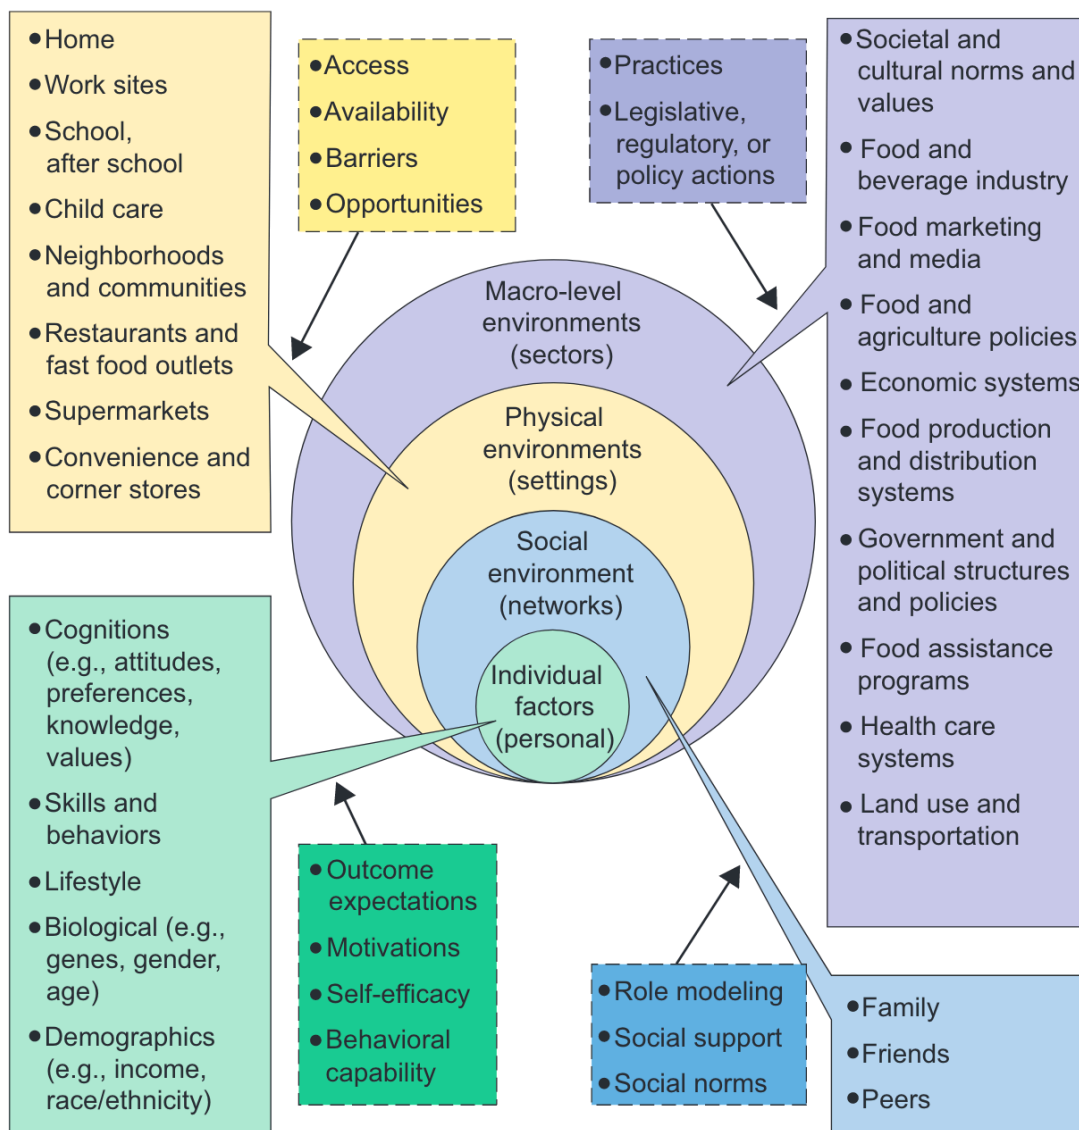 • Home
• Work sites
• School,
after school
• Child care
• Neighborhoods
and communities
• Restaurants and
fast food outlets
• Supermarkets
• Convenience and
corner stores
• Access
• Availability
• Barriers
• Opportunities
• Practices
• Legislative,
regulatory, or
policy actions
• Societal and
cultural norms and
values
• Food and
beverage industry
• Food marketing
and media
• Food and
agriculture policies
• Economic systems
• Food production
and distribution
systems
• Government and
political structures
and policies
• Food assistance
programs
• Health care
systems
• Land use and
transportation
Macro-level
environments
(sectors)
Physical
environments
(settings)
Social
environment
(networks)
Individual
factors
(personal)
• Cognitions
(e.g., attitudes,
preferences,
knowledge,
values)
• Skills and
behaviors
• Lifestyle
• Biological (e.g.,
genes, gender,
age)
• Demographics
(e.g., income,
race/ethnicity)
• Outcome
expectations
• Motivations
• Self-efficacy
• Behavioral
capability
• Role modeling
• Social support
• Social norms
• Family
• Friends
• Peers